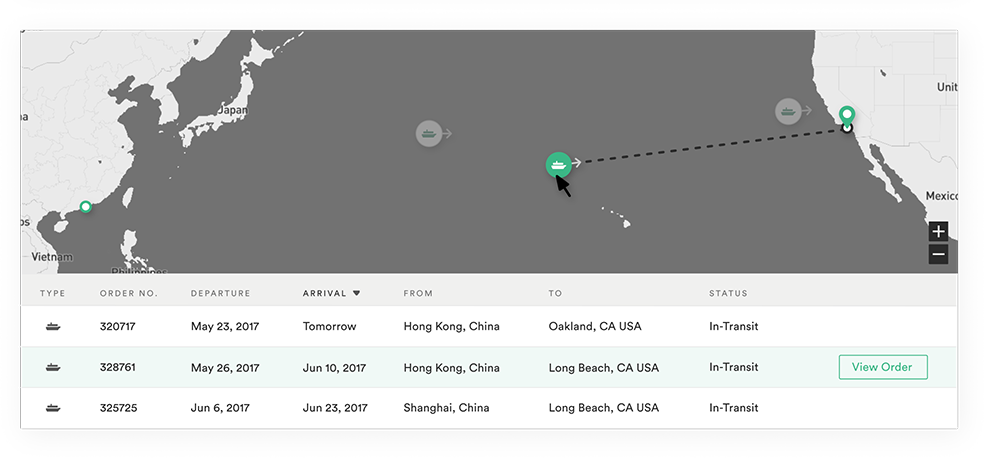 Japan
Unit
Mexic
Vietnam
Philippines
+
−
TYPE ORDER NO. DEPARTURE ARRIVAL FROM TO STATUS
320717 May 23, 2017 Tomorrow Hong Kong, China Oakland, CA USA In-Transit
328761 May 26, 2017 Jun 10, 2017 Hong Kong, China Long Beach, CA USA In-Transit View Order
325725 Jun 6, 2017 Jun 23, 2017 Shanghai, China Long Beach, CA USA In-Transit